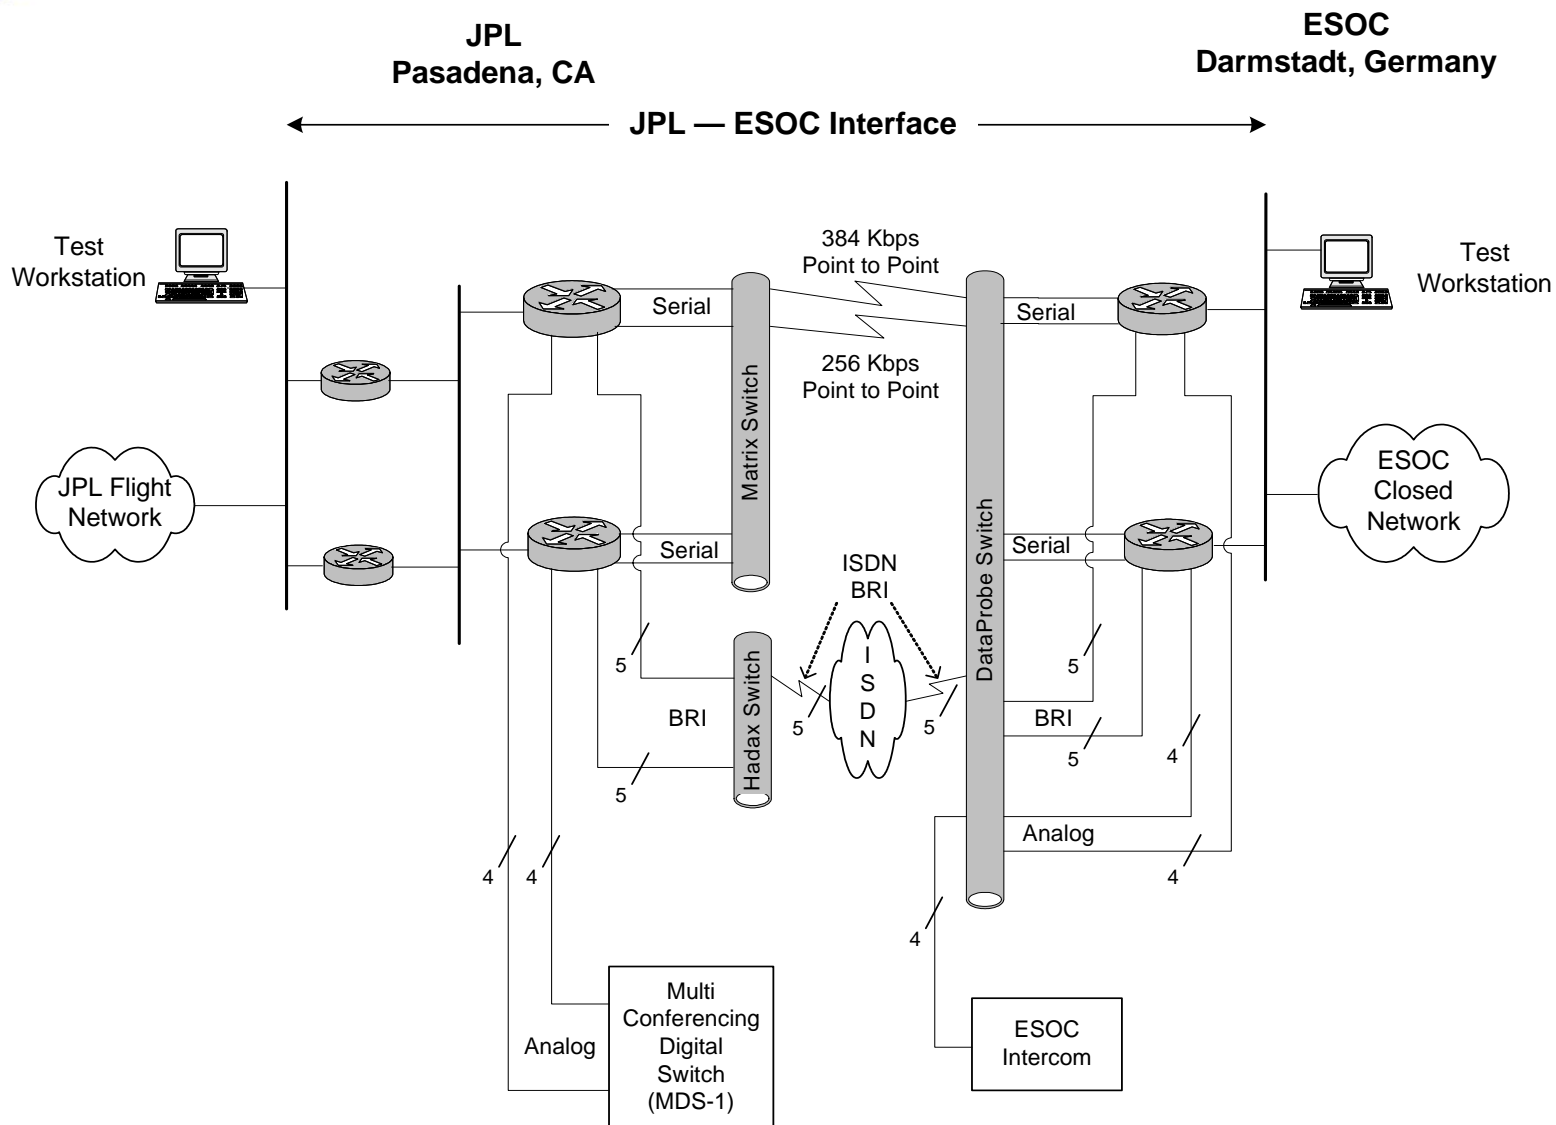 JPL
Pasadena, CA
ESOC
Darmstadt, Germany
JPL — ESOC Interface
Test
Workstation
384 Kbps
Point to Point
Test
Workstation
Serial
Serial
256 Kbps
Point to Point
Matrix Switch
DataProbe Switch
JPL Flight
Network
ESOC
Closed
Network
Serial
Serial
ISDN
BRI
5
5
Hadax Switch
I
S
D
N
BRI
5
5
BRI
5
4
5
Analog
4
4
4
4
Multi
Conferencing
Digital
Switch
(MDS-1)
Analog
ESOC
Intercom